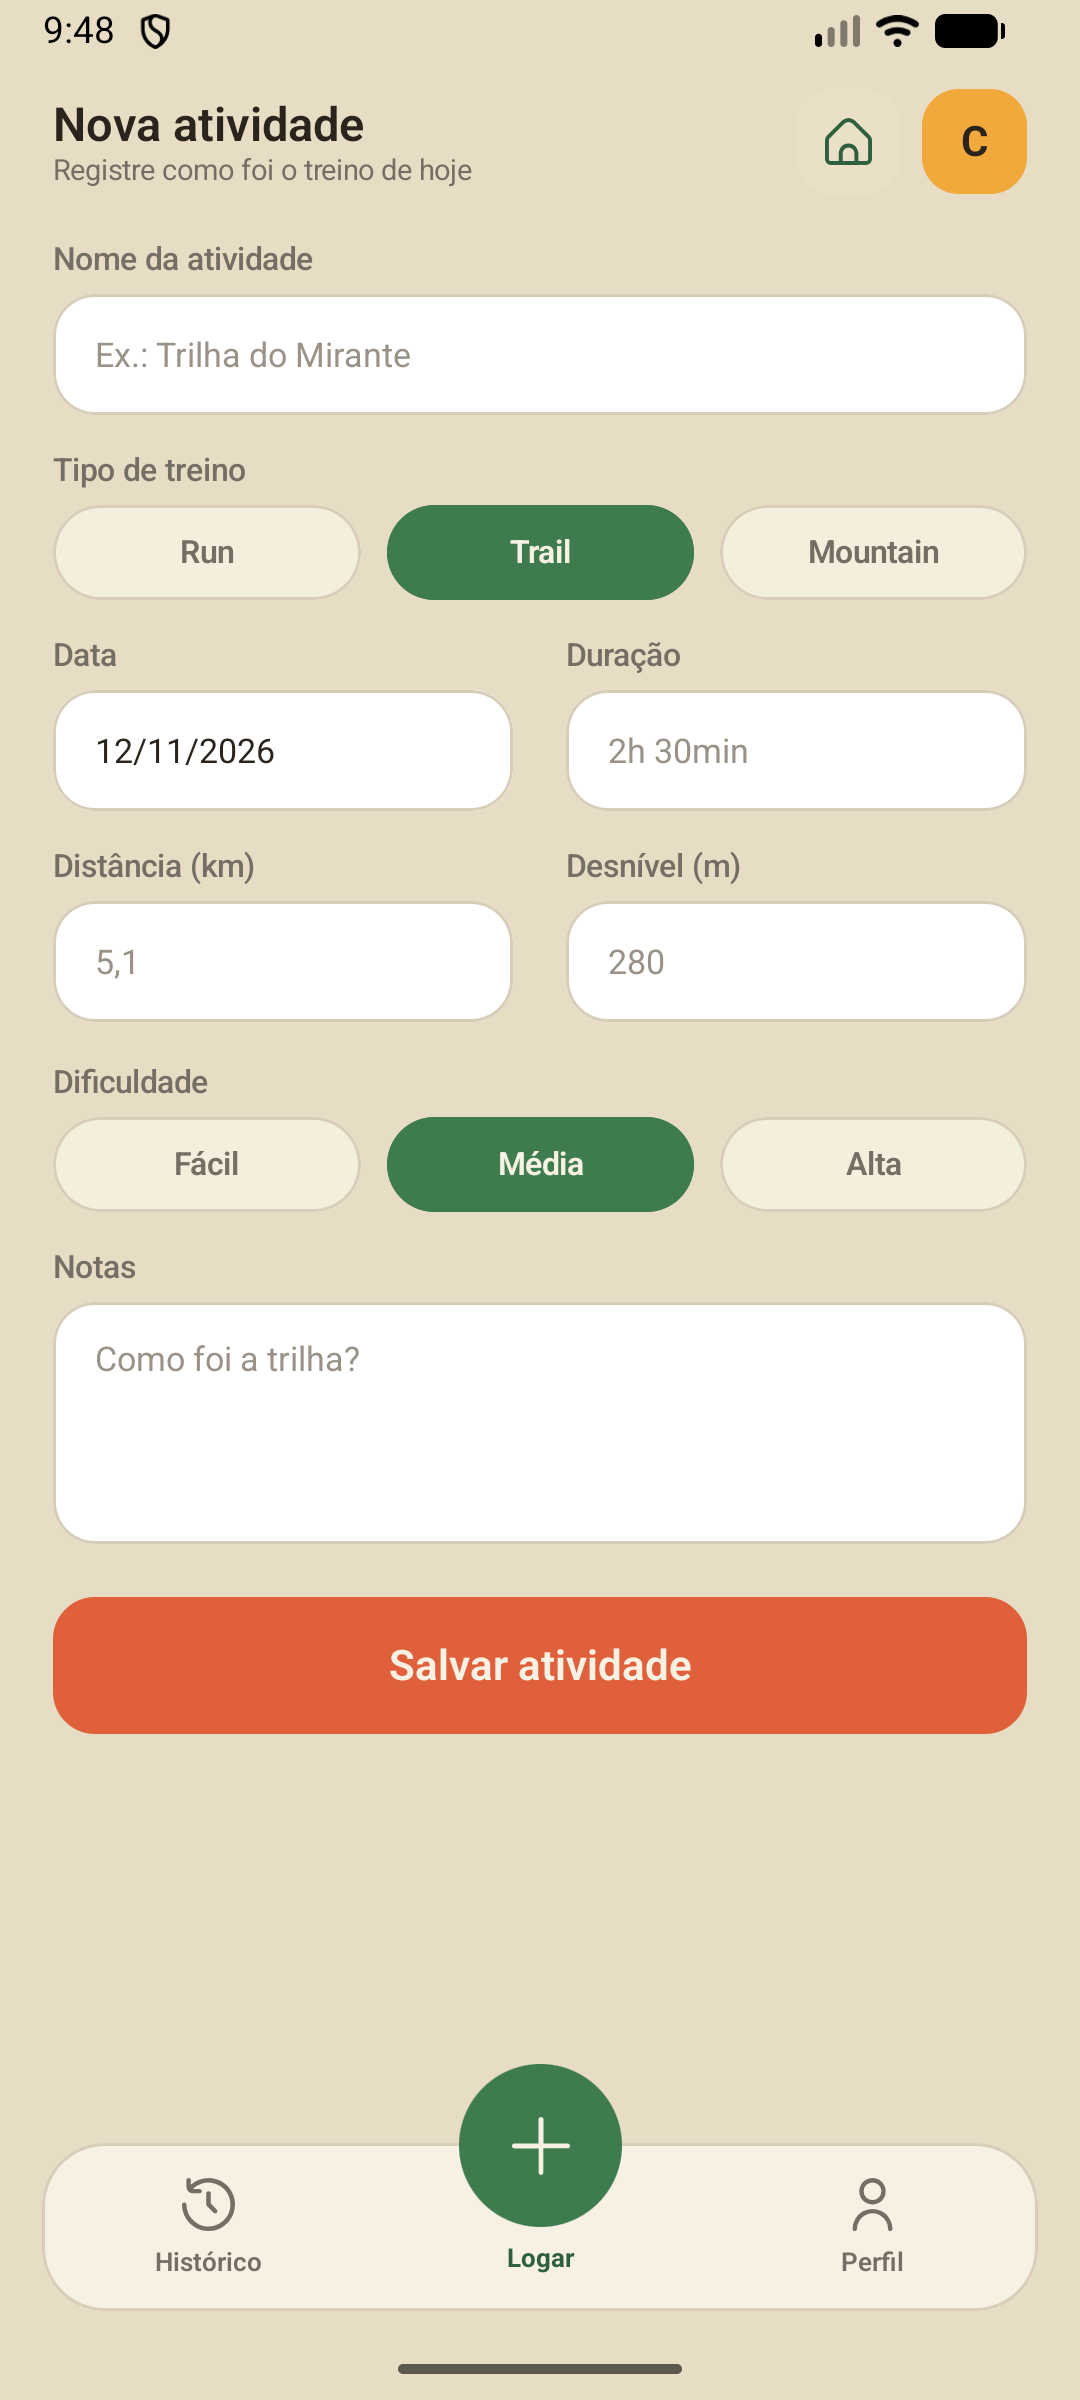 9:48
Nova atividade
Registre como foi o treino de hoje
C
Nome da atividade
Ex.: Trilha do Mirante
Tipo de treino
Run
Trail
Mountain
Data
Duração
12/11/2026
2h 30min
Distância (km)
Desnível (m)
5,1
280
Dificuldade
Fácil
Média
Alta
Notas
Como foi a trilha?
Salvar atividade
Histórico
Logar
Perfil